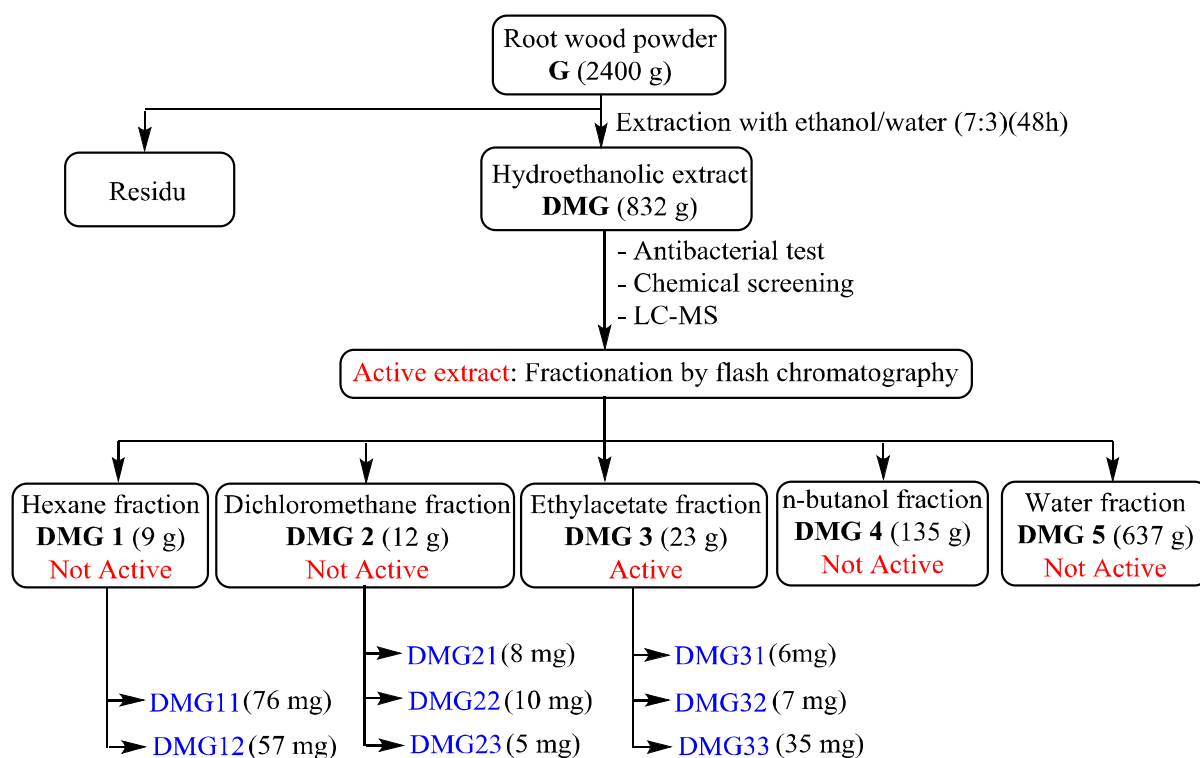 Root wood powder
G (2400 g)
Extraction with ethanol/water (7:3)(48h)
Residu
Hydroethanolic extract
DMG (832 g)
- Antibacterial test
- Chemical screening
- LC-MS
Active extract: Fractionation by flash chromatography
Hexane fraction
DMG 1 (9 g)
Not Active
Dichloromethane fraction
DMG 2 (12 g)
Not Active
Ethylacetate fraction
DMG 3 (23 g)
Active
n-butanol fraction
DMG 4 (135 g)
Not Active
Water fraction
DMG 5 (637 g)
Not Active
DMG11 (76 mg)
DMG12 (57 mg)
DMG21 (8 mg)
DMG22 (10 mg)
DMG23 (5 mg)
DMG31 (6mg)
DMG32 (7 mg)
DMG33 (35 mg)